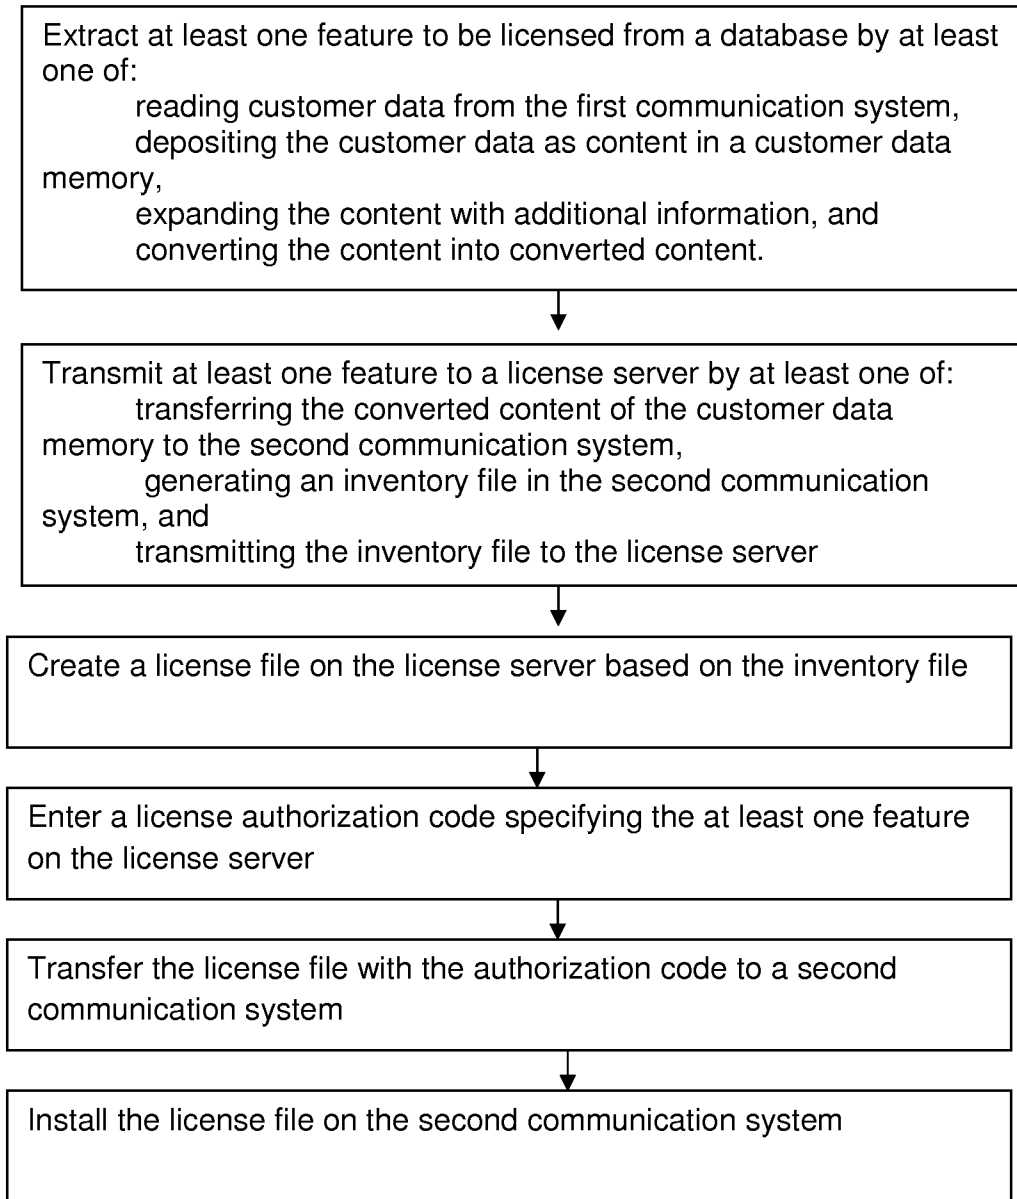 Extract at least one feature to be licensed from a database by at least
one of:
reading customer data from the first communication system,
depositing the customer data as content in a customer data
memory,
expanding the content with additional information, and
converting the content into converted content.
Transmit at least one feature to a license server by at least one of:
transferring the converted content of the customer data
memory to the second communication system,
generating an inventory file in the second communication
system, and
transmitting the inventory file to the license server
Create a license file on the license server based on the inventory file
Enter a license authorization code specifying the at least one feature
on the license server
Transfer the license file with the authorization code to a second
communication system
Install the license file on the second communication system